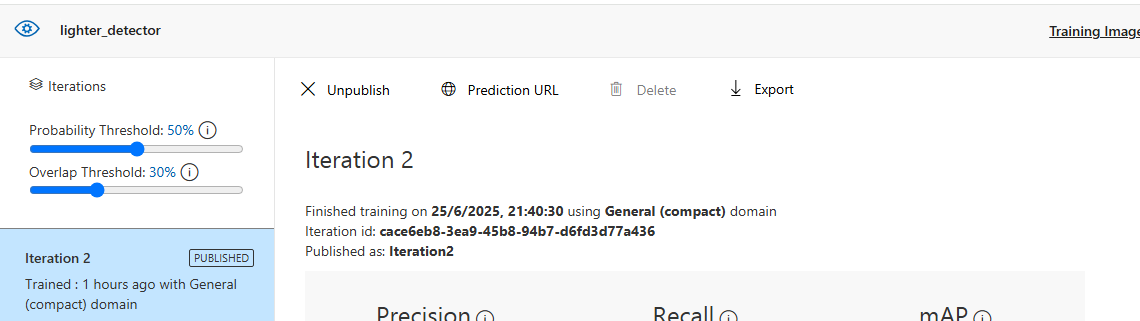 lighter_detector
Training Image
Iterations
Unpublish
Prediction URL
Delete
Export
Probability Threshold: 50%
Overlap Threshold: 30%
Iteration 2
Finished training on 25/6/2025, 21:40:30 using General (compact) domain
Iteration id: cace6eb8-3ea9-45b8-94b7-d6fd3d77a436
Published as: Iteration2
Iteration 2
PUBLISHED
Trained : 1 hours ago with General
(compact) domain
Precision
Recall
mAP